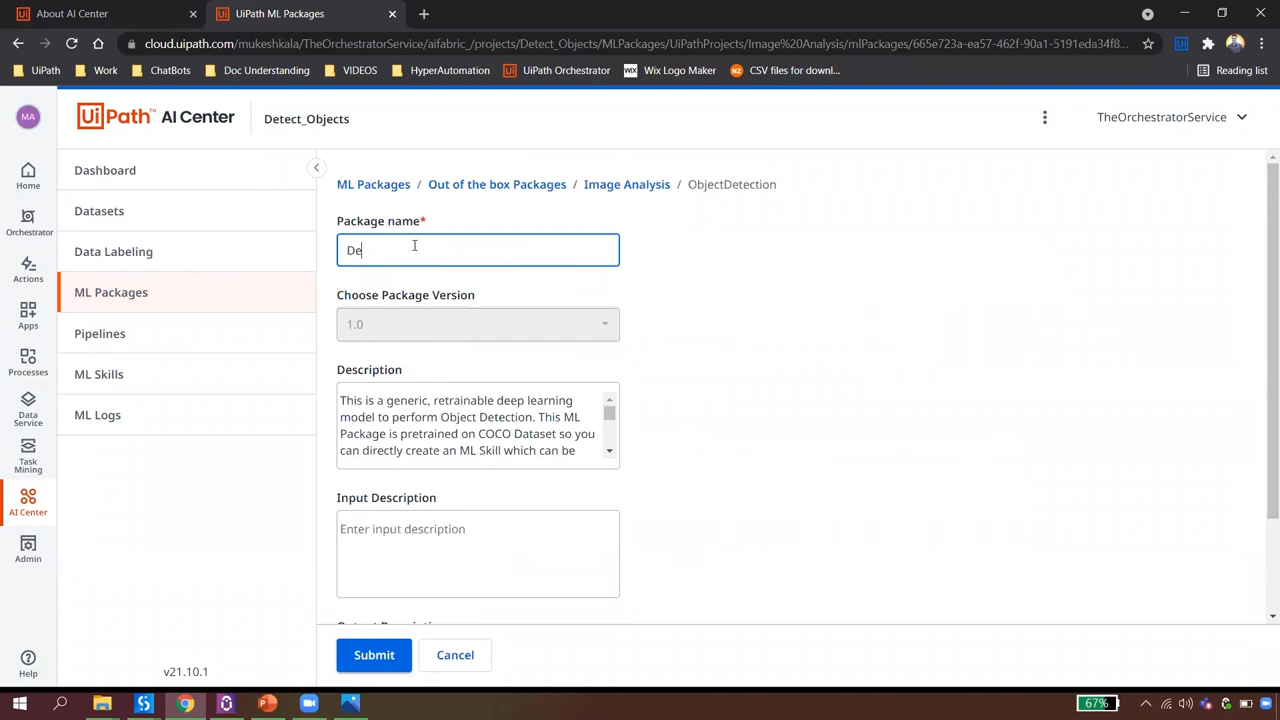 About AI Center
UiPath ML Packages
cloud.uipath.com/mukeshkala/TheOrchestratorService/aifabric_/projects/Detect_Objects/MLPackages/UiPathProjects/Image%20Analysis/mlPackages/665e723a-ea57-462f-90a1-5191eda34f8...
UiPath Work ChatBots Doc Understanding VIDEOS HyperAutomation UiPath Orchestrator WIX Wix Logo Maker NZ CSV files for downl... Reading list
MA
UiPath™ AI Center
Detect_Objects
TheOrchestratorService
Home
Orchestrator
Actions
Apps
Processes
Data
Service
Task
Mining
AI Center
Admin
Help
Dashboard
Datasets
Data Labeling
ML Packages
Pipelines
ML Skills
ML Logs
v21.10.1
ML Packages / Out of the box Packages / Image Analysis / ObjectDetection
Package name*
De
Choose Package Version
1.0
Description
This is a generic, retrainable deep learning
model to perform Object Detection. This ML
Package is pretrained on COCO Dataset so you
can directly create an ML Skill which can be
Input Description
Enter input description
Submit
Cancel
67%